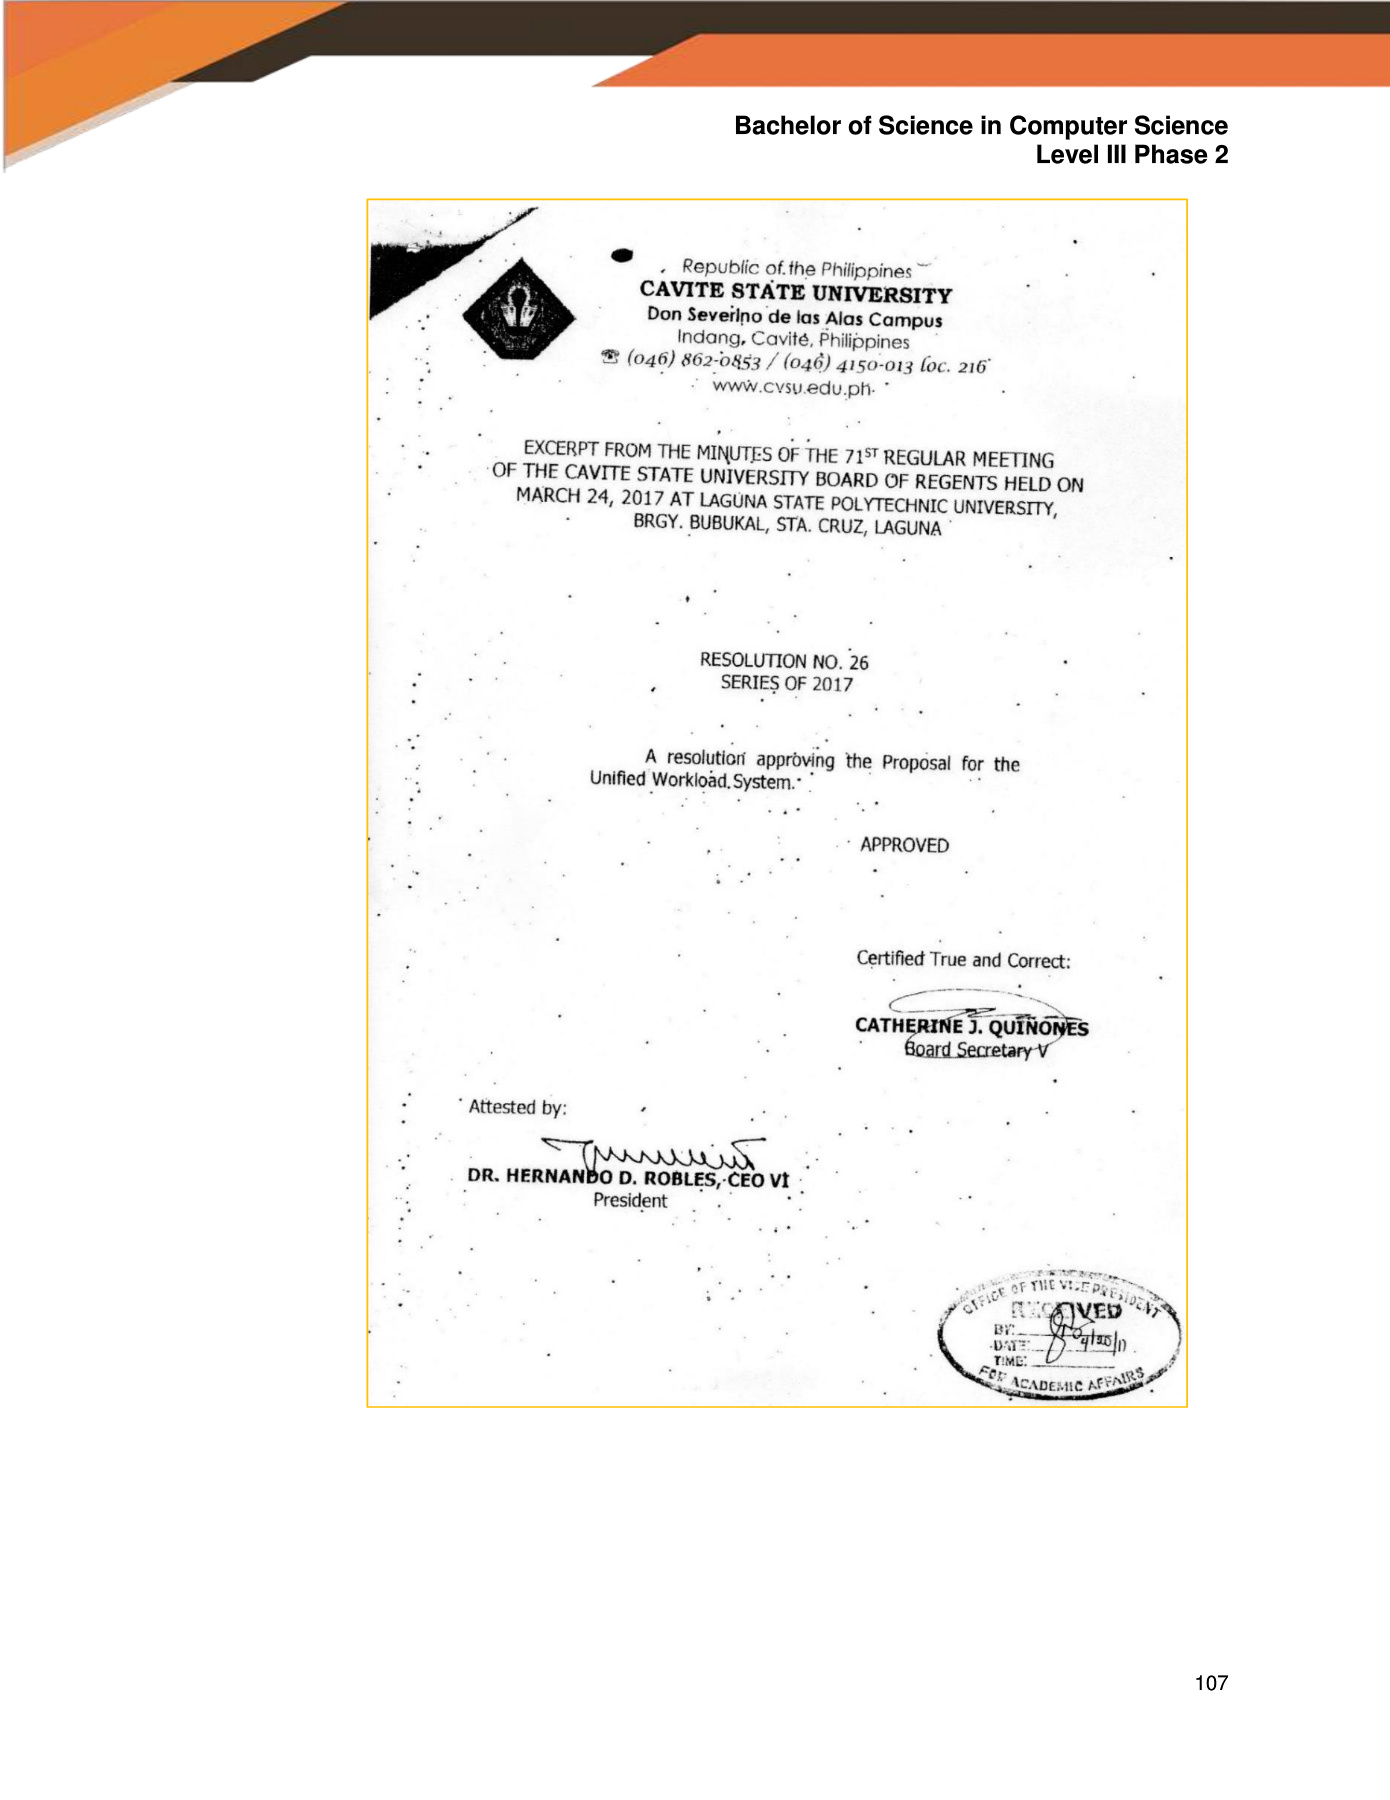 Bachelor of Science in Computer Science
Level III Phase 2
Republic of the Philippines
CAVITE STATE UNIVERSITY
Don Severino de las Alas Campus
Indang, Cavite, Philippines
☎ (046) 862-0853 / (046) 4150-013 loc. 216
www.cvsu.edu.ph
EXCERPT FROM THE MINUTES OF THE 71ST REGULAR MEETING
OF THE CAVITE STATE UNIVERSITY BOARD OF REGENTS HELD ON
MARCH 24, 2017 AT LAGUNA STATE POLYTECHNIC UNIVERSITY,
BRGY. BUBUKAL, STA. CRUZ, LAGUNA
RESOLUTION NO. 26
SERIES OF 2017
A resolution approving the Proposal for the
Unified Workload System.
APPROVED
Certified True and Correct:
CATHERINE J. QUIÑONES
Board Secretary V
Attested by:
DR. HERNANDO D. ROBLES, CEO VI
President
OFFICE OF THE VICE PRESIDENT
RECEIVED
BY:
DATE:
TIME:
FOR ACADEMIC AFFAIRS
107